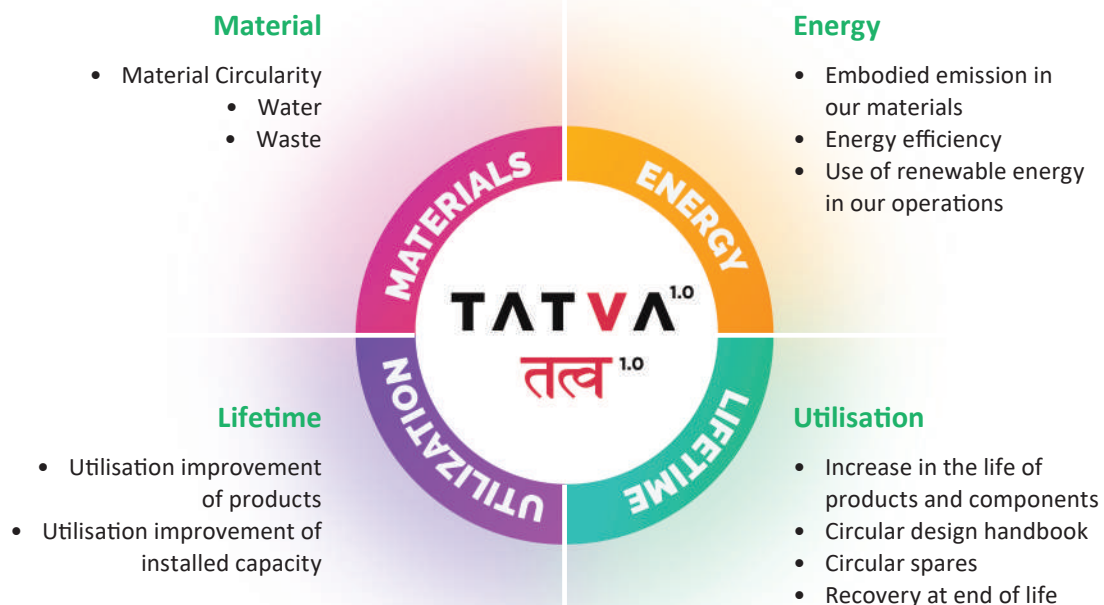 Material
• Material Circularity
• Water
• Waste
Energy
• Embodied emission in
our materials
• Energy efficiency
• Use of renewable energy
in our operations
MATERIALS
ENERGY
TATVA 1.0
तत्व 1.0
UTILIZATION
LIFETIME
Lifetime
• Utilisation improvement
of products
• Utilisation improvement of
installed capacity
Utilisation
• Increase in the life of
products and components
• Circular design handbook
• Circular spares
• Recovery at end of life